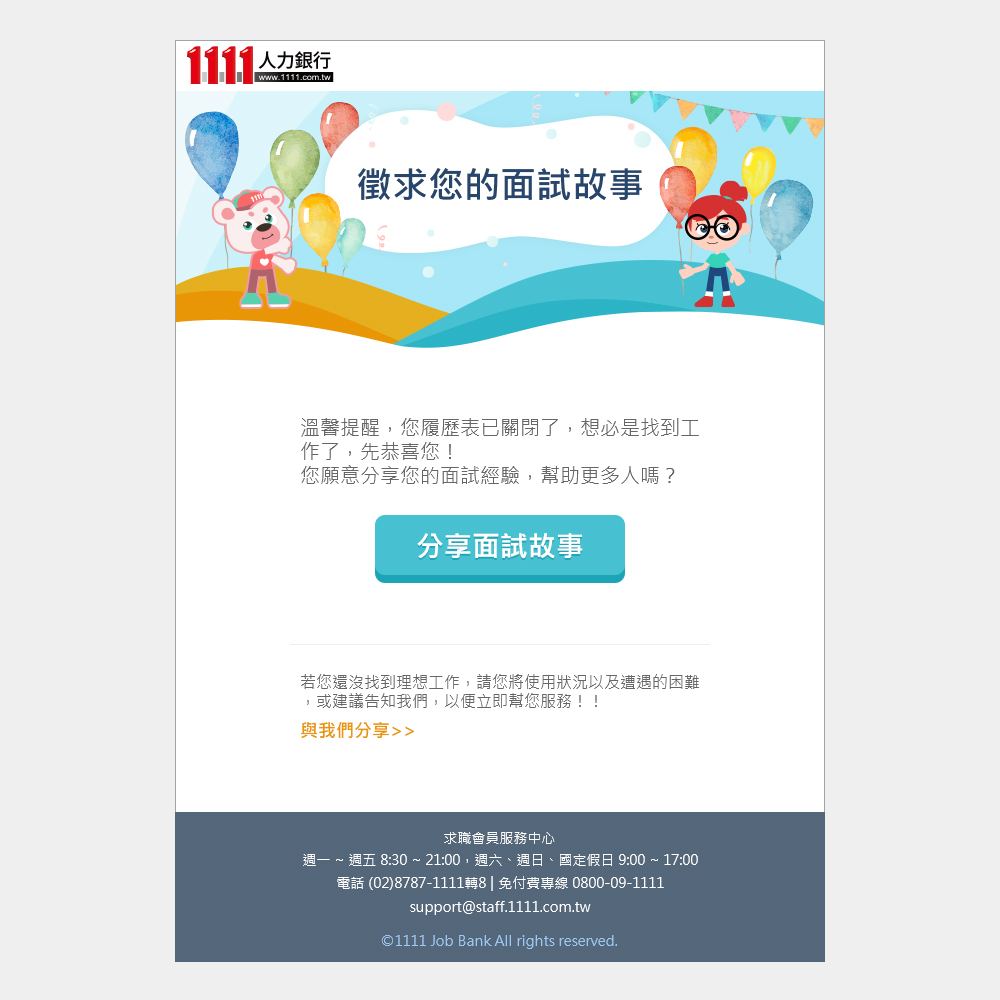 1111 人力銀行
www.1111.com.tw
徵求您的面試故事
溫馨提醒，您履歷表已關閉了，想必是找到工
作了，先恭喜您！
您願意分享您的面試經驗，幫助更多人嗎？
分享面試故事
若您還沒找到理想工作，請您將使用狀況以及遭遇的困難
，或建議告知我們，以便立即幫您服務！！
與我們分享>>
求職會員服務中心
週一 ~ 週五 8:30 ~ 21:00，週六、週日、國定假日 9:00 ~ 17:00
電話 (02)8787-1111轉8 | 免付費專線 0800-09-1111
support@staff.1111.com.tw
©1111 Job Bank All rights reserved.